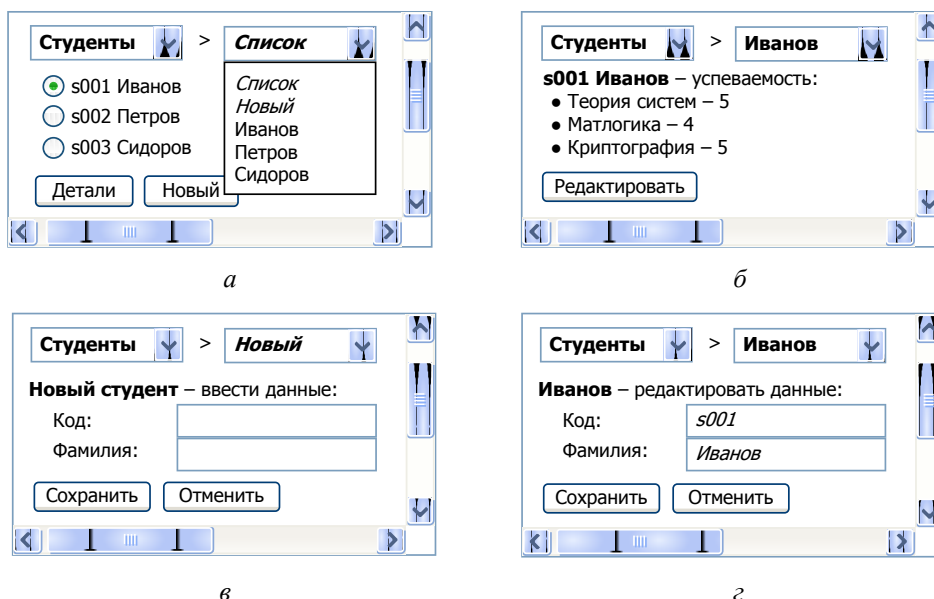 Студенты > Список
s001 Иванов
s002 Петров
s003 Сидоров
Список
Новый
Иванов
Петров
Сидоров
Детали Новый
а
Студенты > Иванов
s001 Иванов – успеваемость:
● Теория систем – 5
● Матлогика – 4
● Криптография – 5
Редактировать
б
Студенты > Новый
Новый студент – ввести данные:
Код:
Фамилия:
Сохранить Отменить
в
Студенты > Иванов
Иванов – редактировать данные:
Код: s001
Фамилия: Иванов
Сохранить Отменить
г